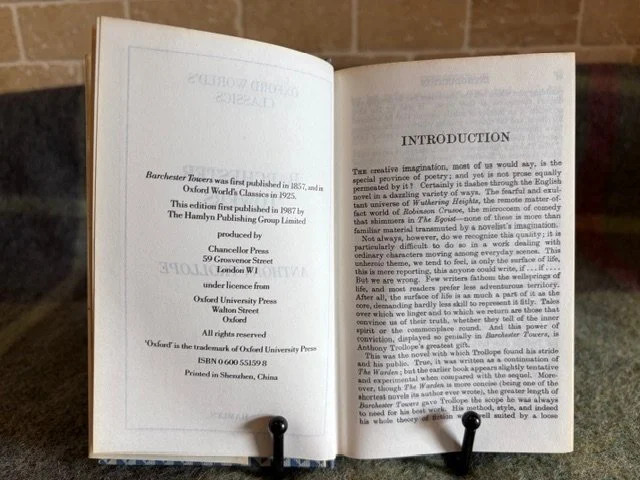 Barchester Towers was first published in 1857, and in
Oxford World's Classics in 1925.
This edition first published in 1987 by
The Hamlyn Publishing Group Limited
produced by
Chancellor Press
59 Grosvenor Street
London W1
under licence from
Oxford University Press
Walton Street
Oxford
All rights reserved
'Oxford' is the trademark of Oxford University Press
ISBN 0 600 55159 8
Printed in Shenzhen, China
INTRODUCTION
THE creative imagination, most of us would say, is the
special province of poetry; and yet is not prose equally
permeated by it? Certainly it flashes through the English
novel in a dazzling variety of ways. The fearful and exul-
tant universe of Wuthering Heights, the remote matter-of-
fact world of Robinson Crusoe, the microcosm of comedy
that shimmers in The Egoist—none of these is more than
familiar material transmuted by a novelist's imagination.
Not always, however, do we recognize this quality; it is
particularly difficult to do so in a work dealing with
ordinary characters moving among everyday scenes. This
unheroic theme, we tend to feel, is only the surface of life,
this is mere reporting, this anyone could write, if . . . if . . . .
But we are wrong. Few writers fathom the wellsprings of
life, and most readers prefer less adventurous territory.
After all, the surface of life is as much a part of it as the
core, demanding hardly less skill to represent it fitly. Tales
over which we linger and to which we return are those that
convince us of their truth, whether they tell of the inner
spirit or the commonplace round. And this power of
conviction, displayed so genially in Barchester Towers, is
Anthony Trollope's greatest gift.
This was the novel with which Trollope found his stride
and his public. True, it was written as a continuation of
The Warden; but the earlier book appears slightly tentative
and experimental when compared with the sequel. More-
over, though The Warden is more concise (being one of the
shortest novels its author ever wrote), the greater length of
Barchester Towers gave Trollope the scope he was always
to need for his best work. His method, style, and indeed
his whole theory of fiction well suited by a loose